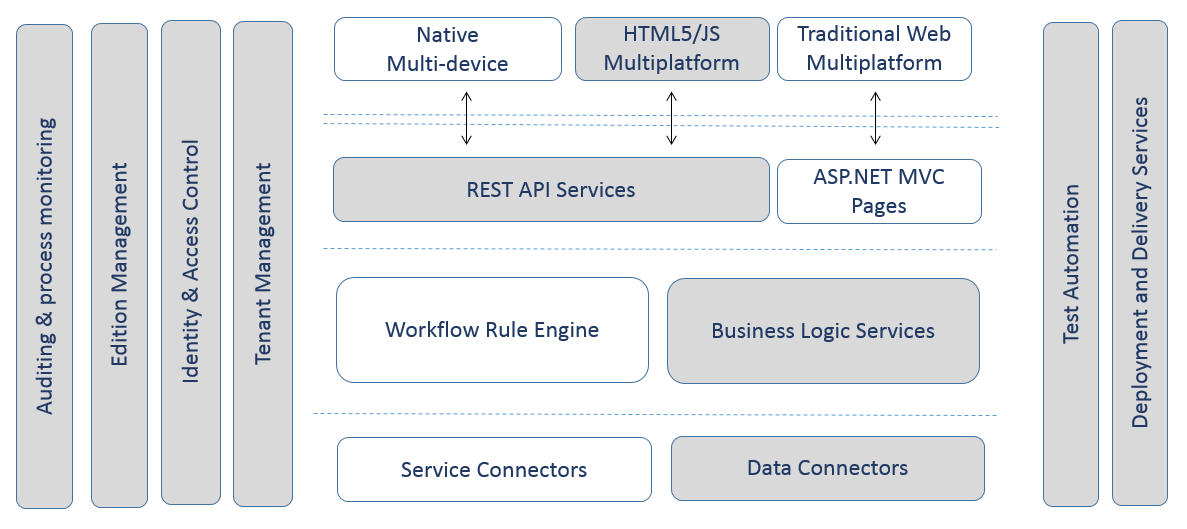 Auditing & process monitoring
Edition Management
Identity & Access Control
Tenant Management
Native
Multi-device
HTML5/JS
Multiplatform
Traditional Web
Multiplatform
REST API Services
ASP.NET MVC
Pages
Workflow Rule Engine
Business Logic Services
Service Connectors
Data Connectors
Test Automation
Deployment and Delivery Services